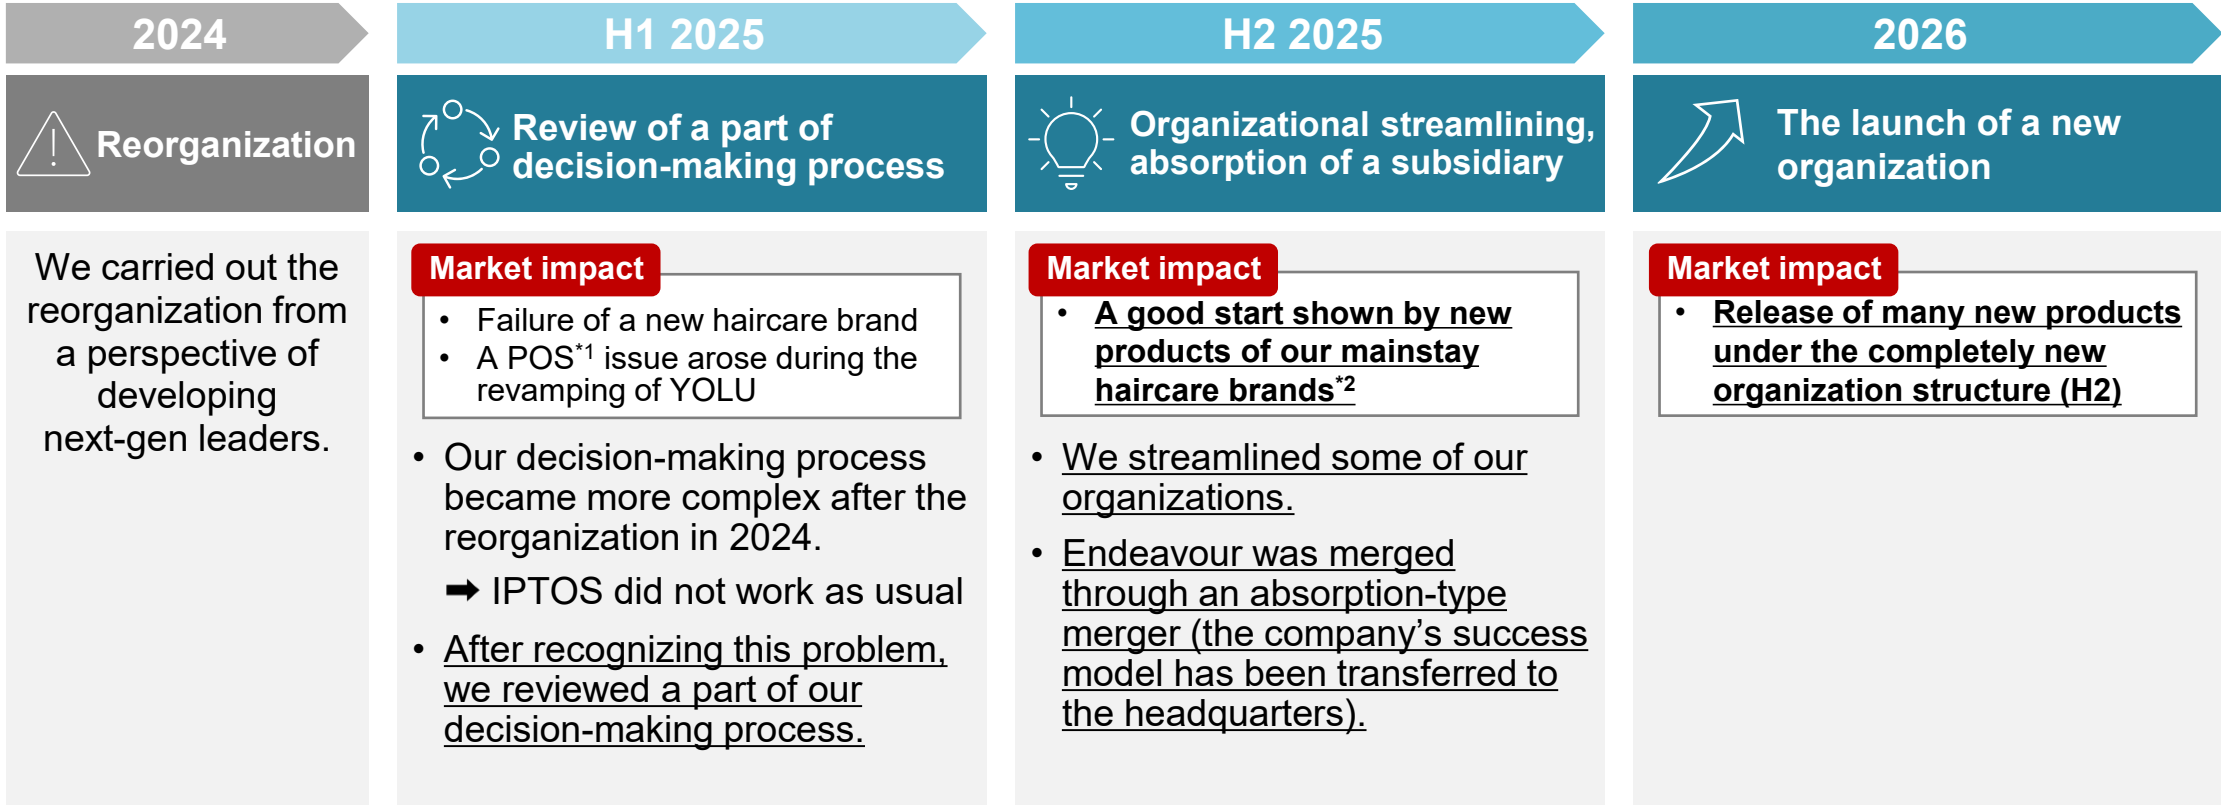 2024
Reorganization
We carried out the
reorganization from
a perspective of
developing
next-gen leaders.
H1 2025
Review of a part of
decision-making process
Market impact
• Failure of a new haircare brand
• A POS*1 issue arose during the
revamping of YOLU
• Our decision-making process
became more complex after the
reorganization in 2024.
➡ IPTOS did not work as usual
• After recognizing this problem,
we reviewed a part of our
decision-making process.
H2 2025
Organizational streamlining,
absorption of a subsidiary
Market impact
• A good start shown by new
products of our mainstay
haircare brands*2
• We streamlined some of our
organizations.
• Endeavour was merged
through an absorption-type
merger (the company’s success
model has been transferred to
the headquarters).
2026
The launch of a new
organization
Market impact
• Release of many new products
under the completely new
organization structure (H2)